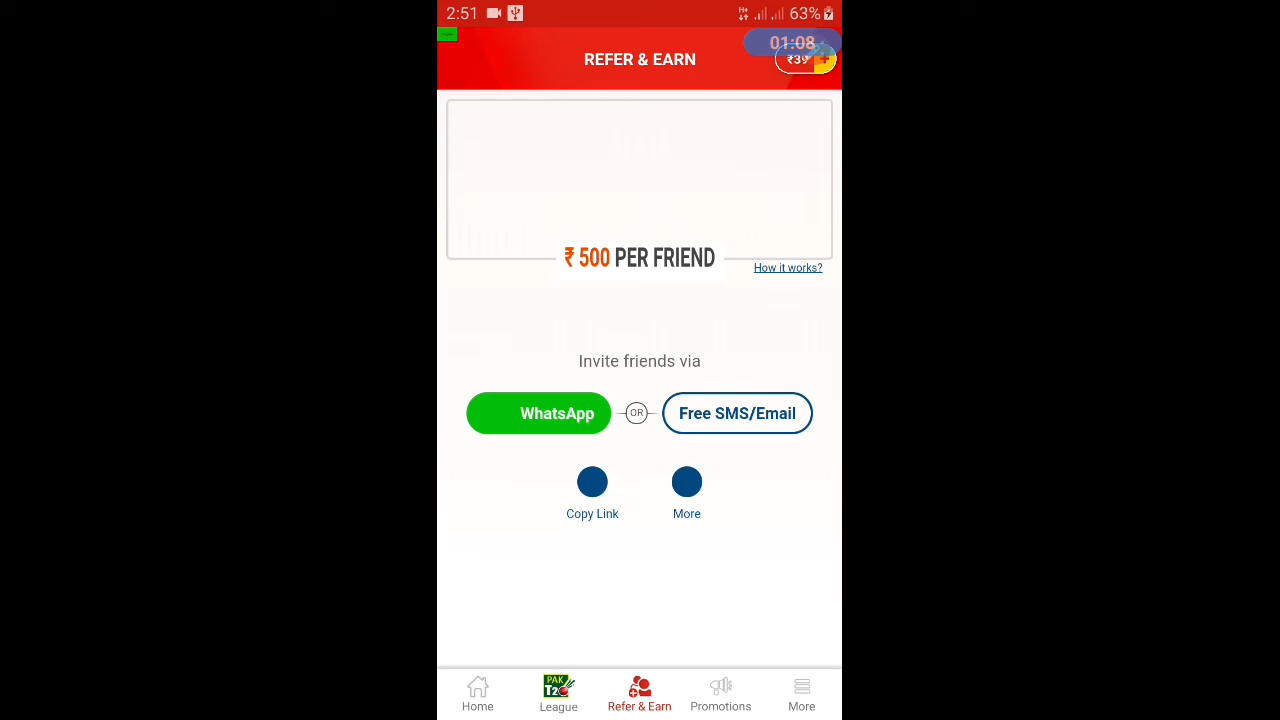 2:51
63%
01:08
REFER & EARN
₹39
₹ 500 PER FRIEND
How it works?
Invite friends via
WhatsApp
OR
Free SMS/Email
Copy Link
More
PAK
T20
Home
League
Refer & Earn
Promotions
More